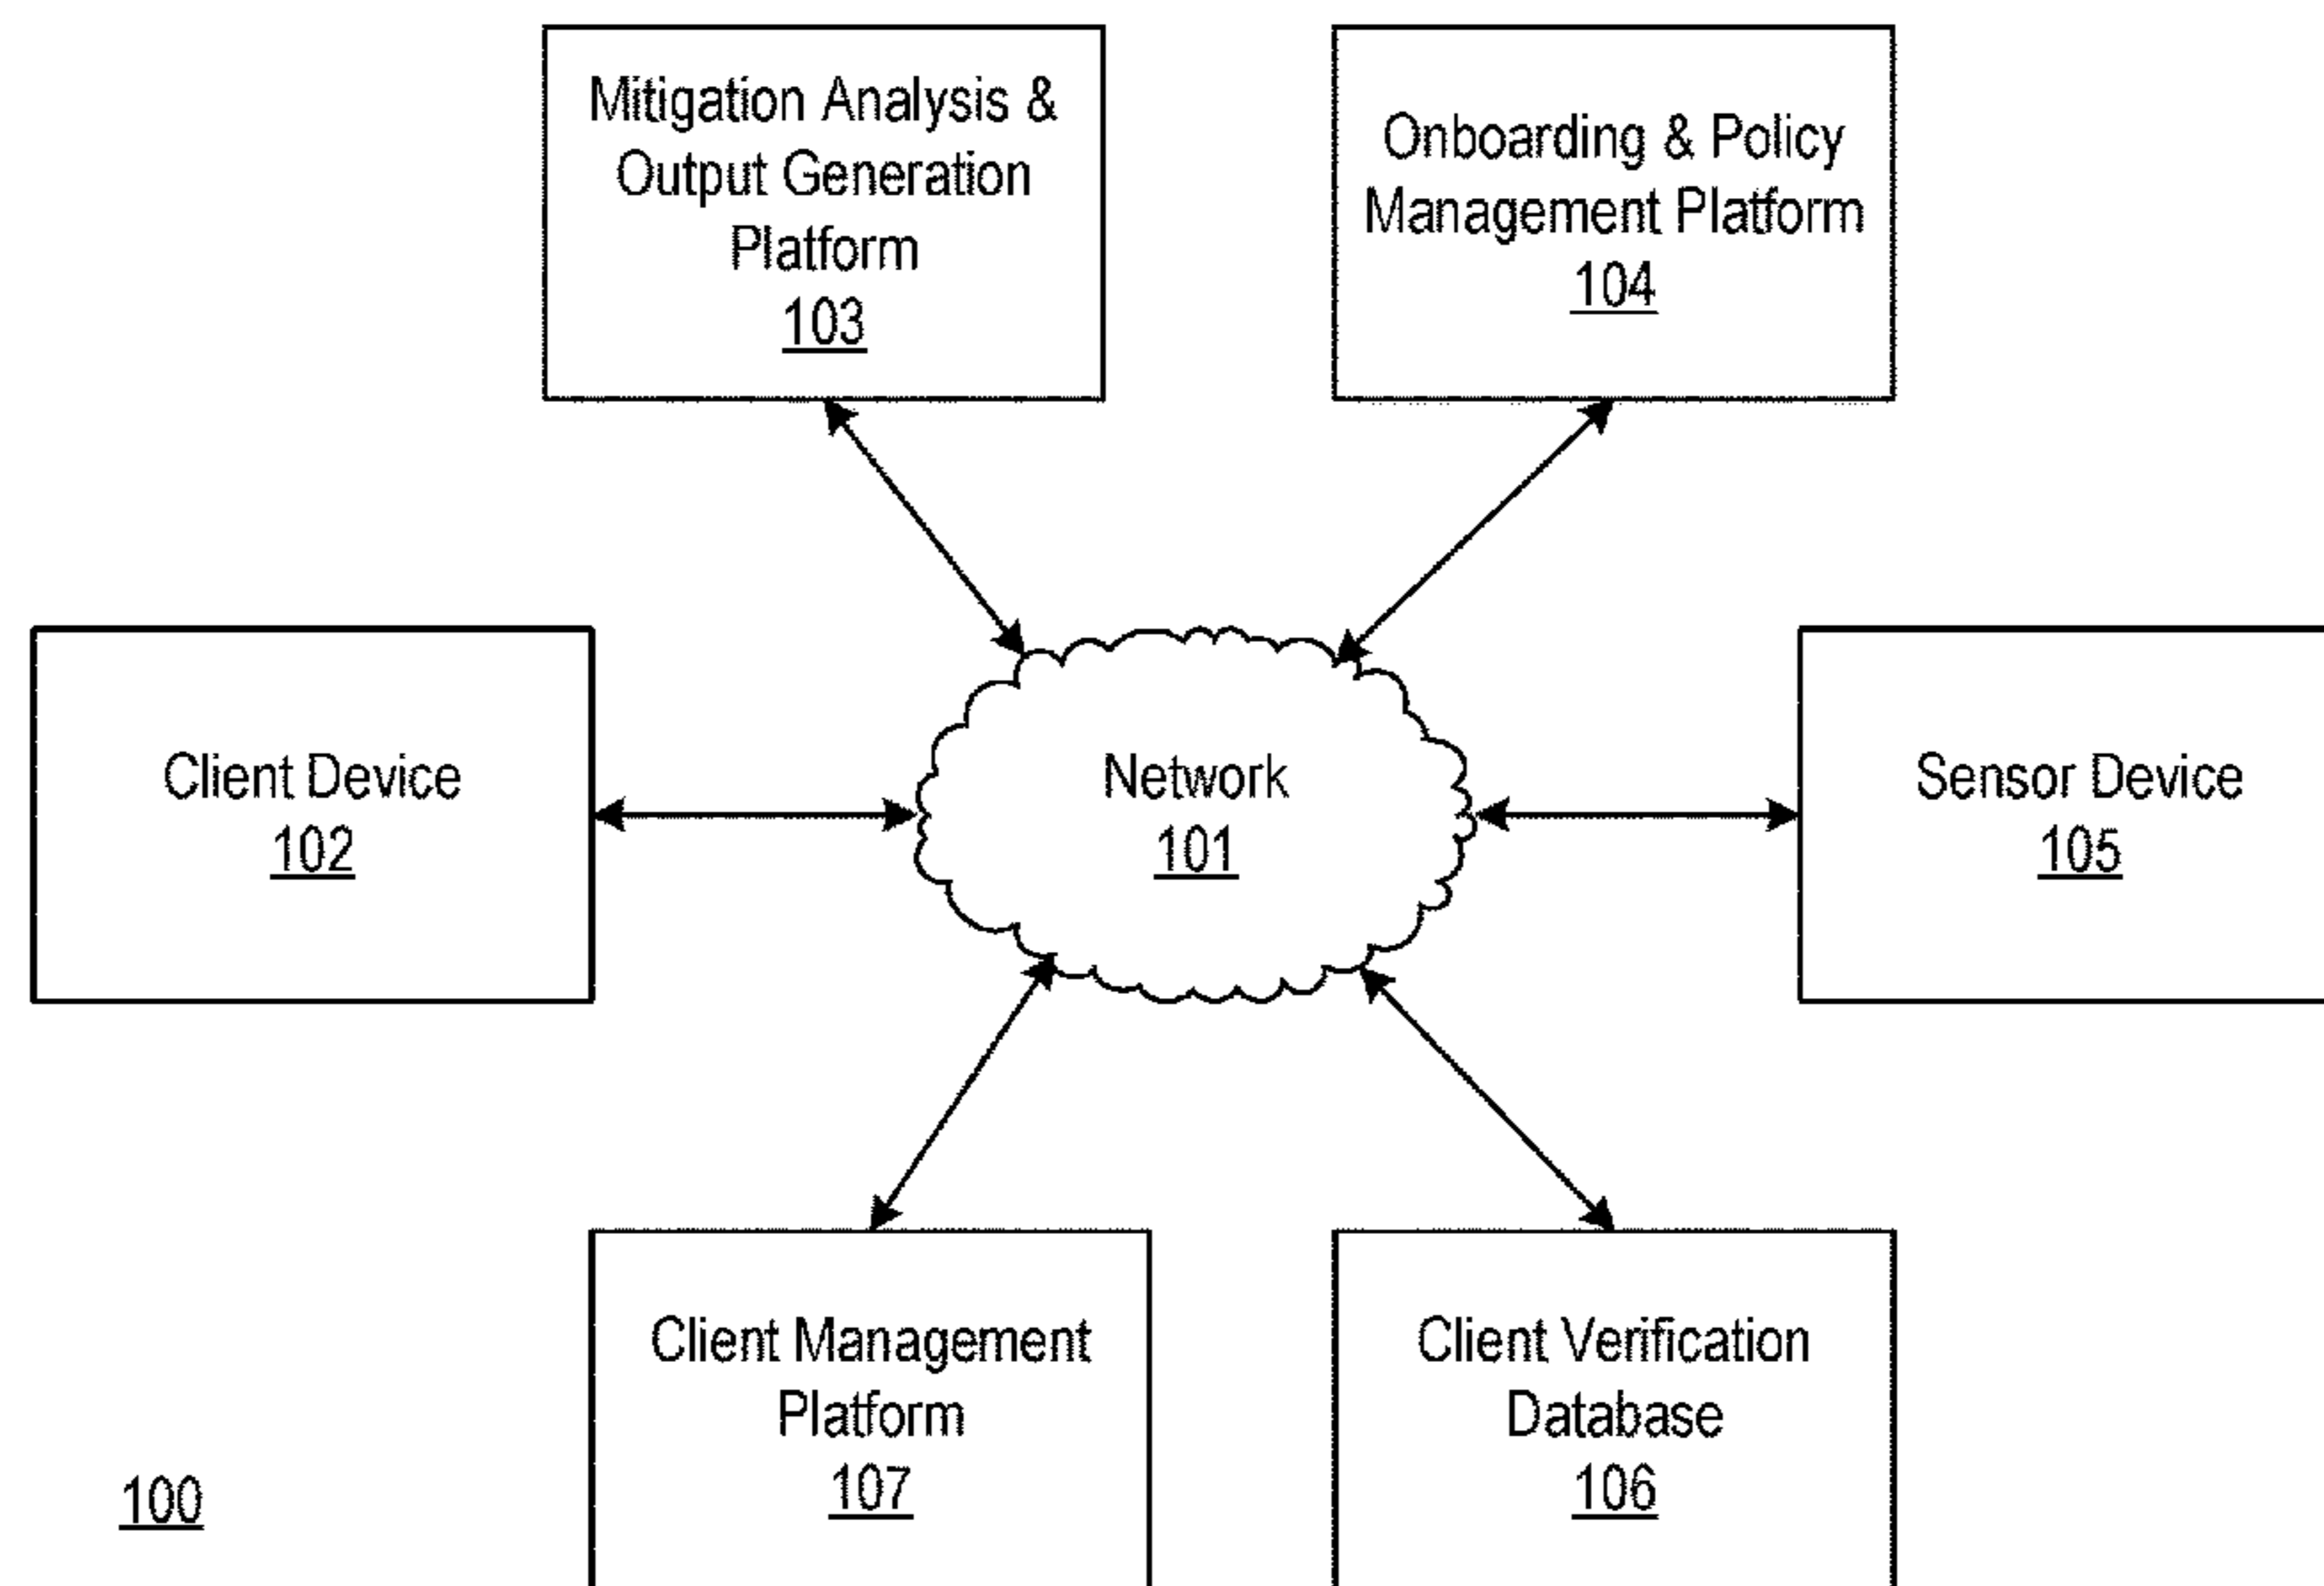 Mitigation Analysis &
Output Generation
Platform
103
Onboarding & Policy
Management Platform
104
Client Device
102
Network
101
Sensor Device
105
Client Management
Platform
107
Client Verification
Database
106
100